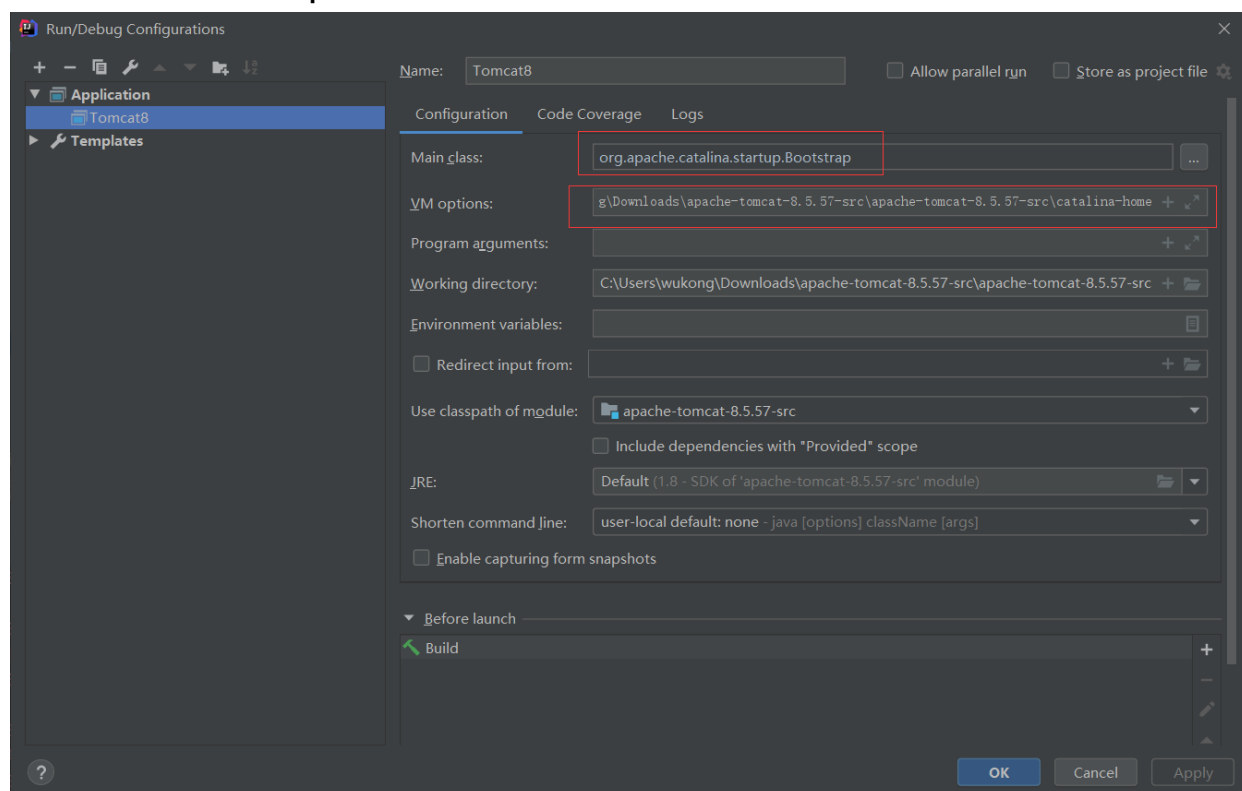 Run/Debug Configurations
Name: Tomcat8 Allow parallel run Store as project file
Application
Tomcat8
Templates
Configuration Code Coverage Logs
Main class: org.apache.catalina.startup.Bootstrap ...
VM options: g\Downloads\apache-tomcat-8.5.57-src\apache-tomcat-8.5.57-src\catalina-home
Program arguments:
Working directory: C:\Users\wukong\Downloads\apache-tomcat-8.5.57-src\apache-tomcat-8.5.57-src
Environment variables:
Redirect input from:
Use classpath of module: apache-tomcat-8.5.57-src
Include dependencies with "Provided" scope
JRE: Default (1.8 - SDK of 'apache-tomcat-8.5.57-src' module)
Shorten command line: user-local default: none - java [options] className [args]
Enable capturing form snapshots
Before launch
Build
? OK Cancel Apply